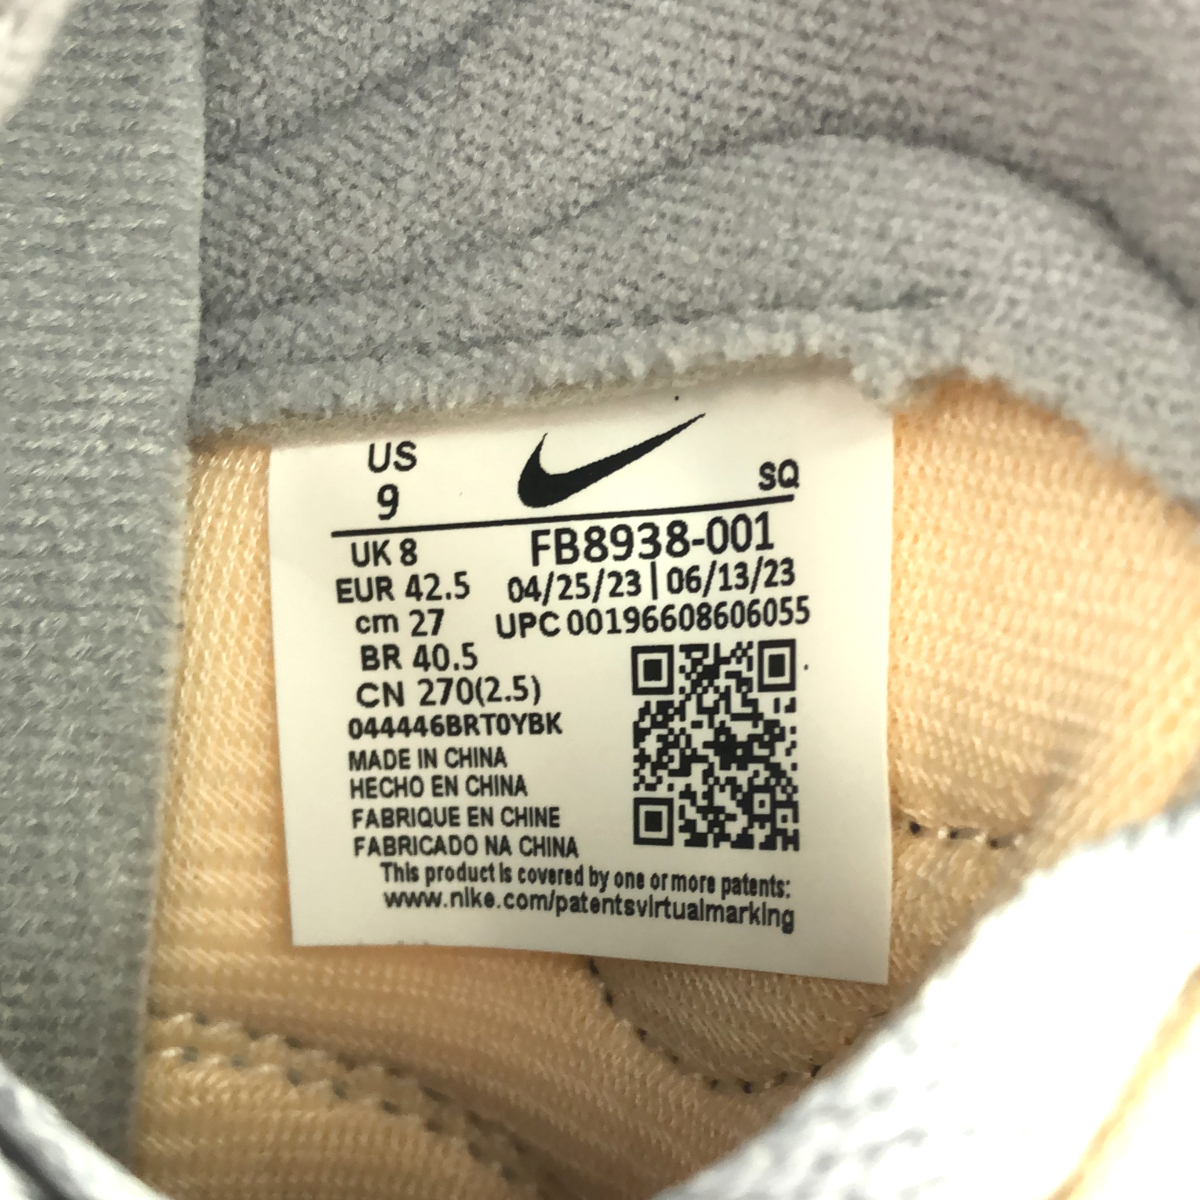 US
9
SQ
UK 8
FB8938-001
EUR 42.5
04/25/23 | 06/13/23
cm 27
UPC 00196608606055
BR 40.5
CN 270(2.5)
044446BRT0YBK
MADE IN CHINA
HECHO EN CHINA
FABRIQUE EN CHINE
FABRICADO NA CHINA
This product is covered by one or more patents:
www.nike.com/patentsvirtualmarking